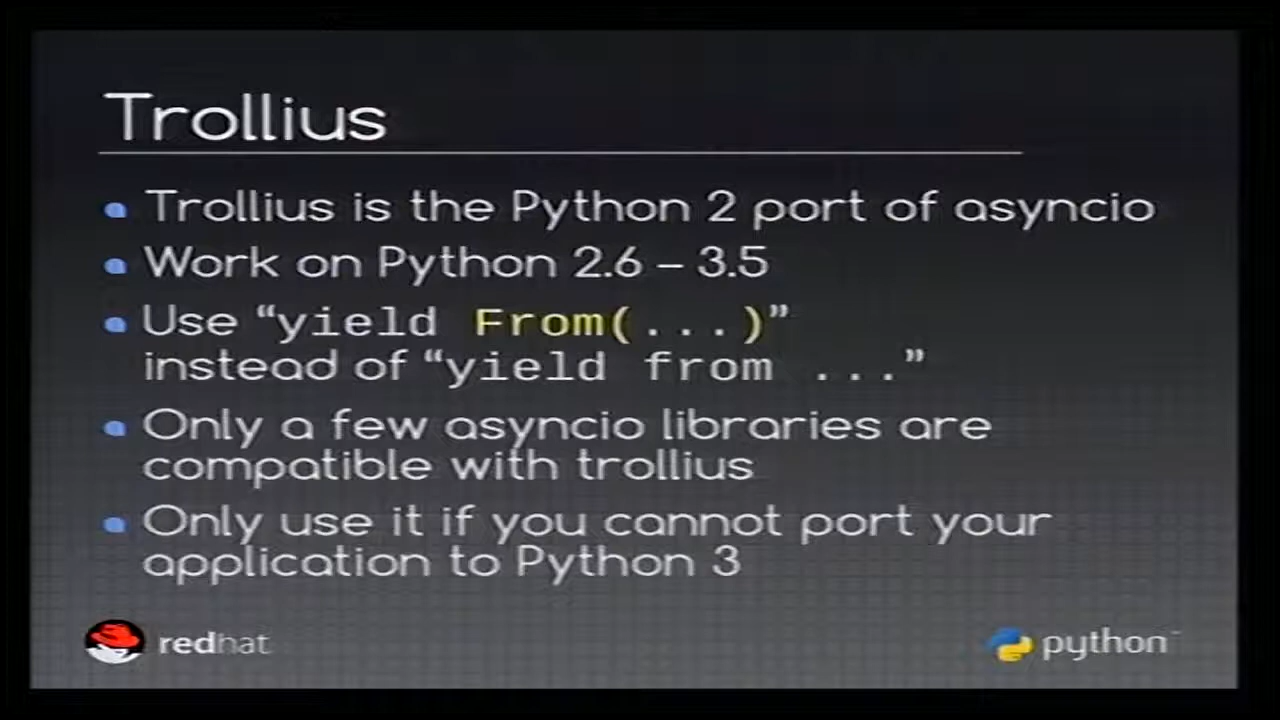 Trollius
Trollius is the Python 2 port of asyncio
Work on Python 2.6 – 3.5
Use “yield From(...)”
instead of “yield from ...”
Only a few asyncio libraries are
compatible with trollius
Only use it if you cannot port your
application to Python 3
redhat
python